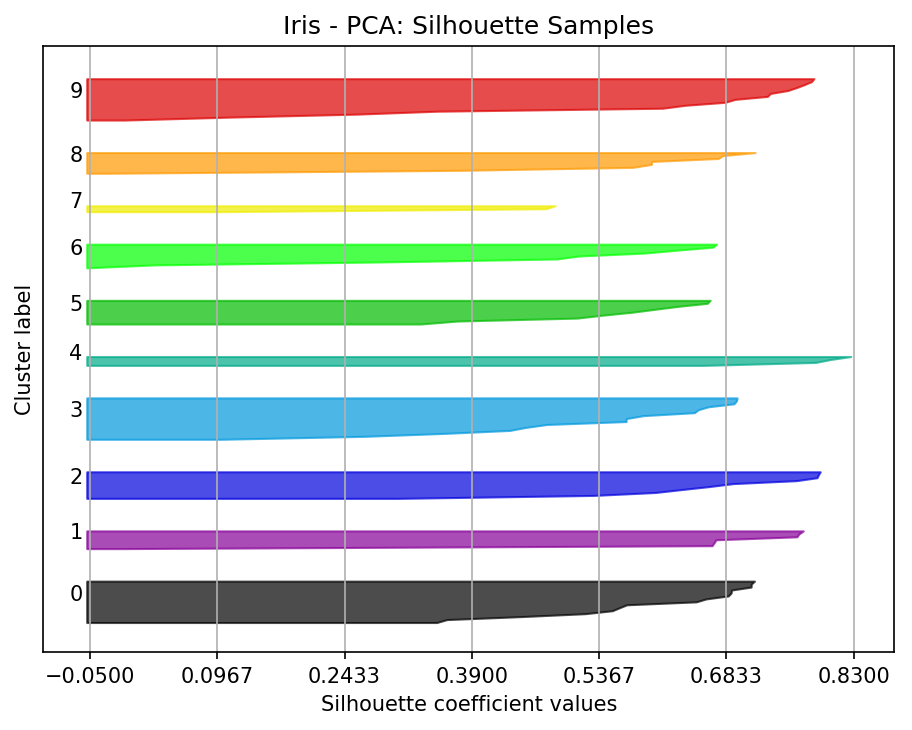 Iris - PCA: Silhouette Samples
Cluster label
9
8
7
6
5
4
3
2
1
0
−0.0500 0.0967 0.2433 0.3900 0.5367 0.6833 0.8300
Silhouette coefficient values